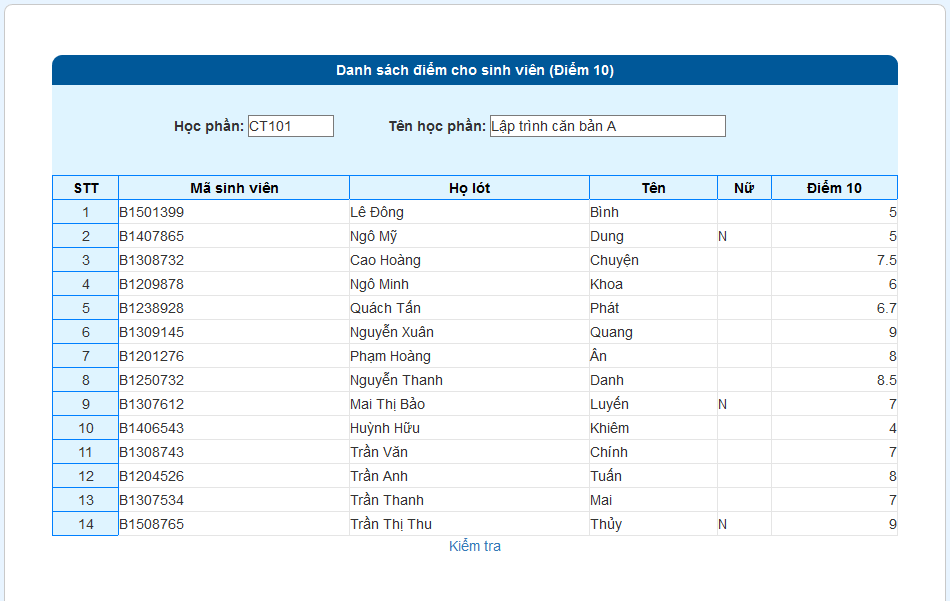 Danh sách điểm cho sinh viên (Điểm 10)
Học phần: CT101 Tên học phần: Lập trình căn bản A
STT Mã sinh viên Họ lót Tên Nữ Điểm 10
1 B1501399 Lê Đông Bình 5
2 B1407865 Ngô Mỹ Dung N 5
3 B1308732 Cao Hoàng Chuyện 7.5
4 B1209878 Ngô Minh Khoa 6
5 B1238928 Quách Tấn Phát 6.7
6 B1309145 Nguyễn Xuân Quang 9
7 B1201276 Phạm Hoàng Ân 8
8 B1250732 Nguyễn Thanh Danh 8.5
9 B1307612 Mai Thị Bảo Luyến N 7
10 B1406543 Huỳnh Hữu Khiêm 4
11 B1308743 Trần Văn Chính 7
12 B1204526 Trần Anh Tuấn 8
13 B1307534 Trần Thanh Mai 7
14 B1508765 Trần Thị Thu Thủy N 9
Kiểm tra